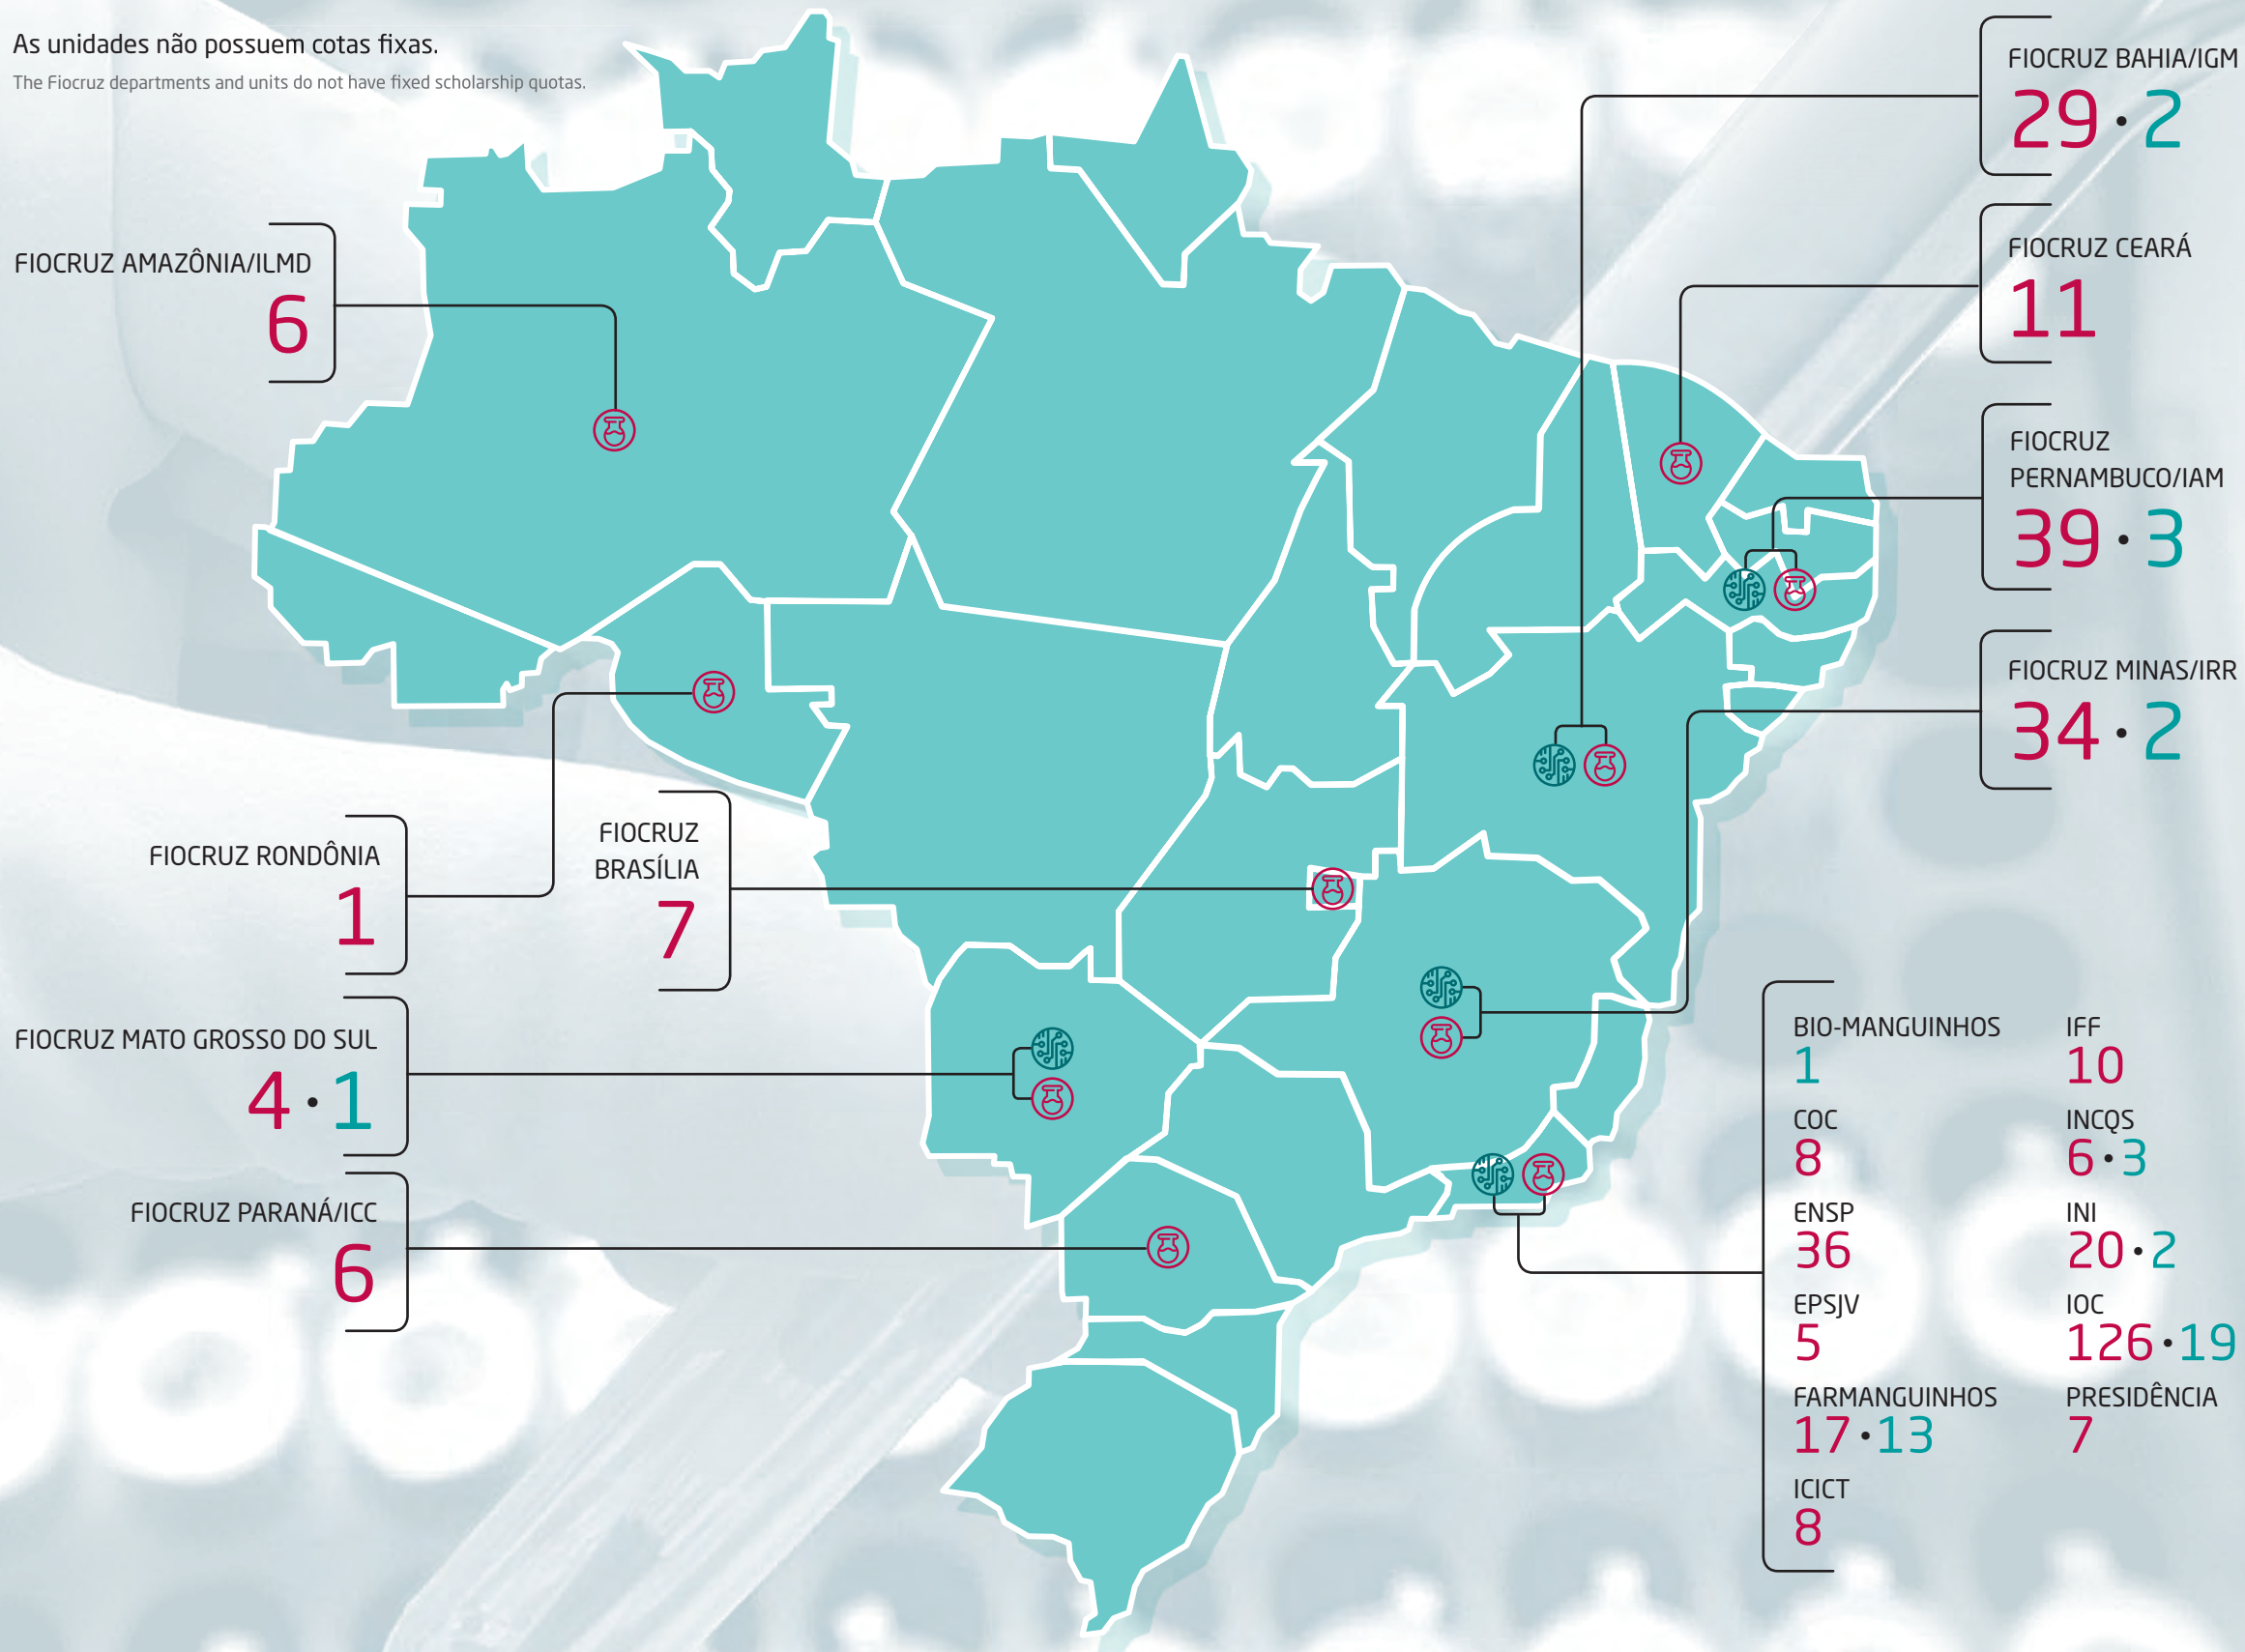 As unidades não possuem cotas fixas.
The Fiocruz departments and units do not have fixed scholarship quotas.
FIOCRUZ AMAZÔNIA/ILMD
6
FIOCRUZ RONDÔNIA
1
FIOCRUZ
BRASÍLIA
7
FIOCRUZ MATO GROSSO DO SUL
4 • 1
FIOCRUZ PARANÁ/ICC
6
FIOCRUZ BAHIA/IGM
29 • 2
FIOCRUZ CEARÁ
11
FIOCRUZ
PERNAMBUCO/IAM
39 • 3
FIOCRUZ MINAS/IRR
34 • 2
BIO-MANGUINHOS
1
COC
8
ENSP
36
EPSJV
5
FARMANGUINHOS
17 • 13
ICICT
8
IFF
10
INCQS
6 • 3
INI
20 • 2
IOC
126 • 19
PRESIDÊNCIA
7